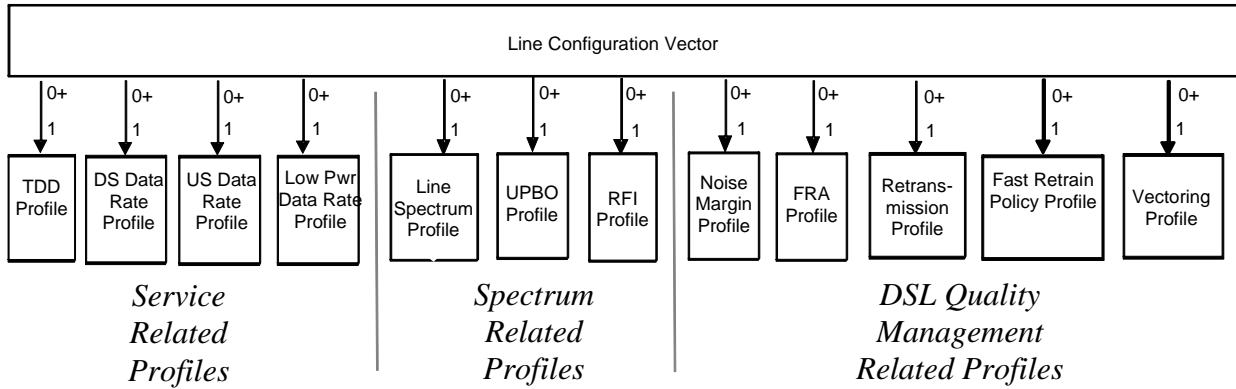 Line Configuration Vector
0+ 0+ 0+ 0+ 0+ 0+ 0+ 0+ 0+ 0+ 0+ 0+
1 1 1 1 1 1 1 1 1 1 1 1
TDD
Profile
DS Data
Rate
Profile
US Data
Rate
Profile
Low Pwr
Data Rate
Profile
Line
Spectrum
Profile
UPBO
Profile
RFI
Profile
Noise
Margin
Profile
FRA
Profile
Retrans-
mission
Profile
Fast Retrain
Policy Profile
Vectoring
Profile
Service
Related
Profiles
Spectrum
Related
Profiles
DSL Quality
Management
Related Profiles